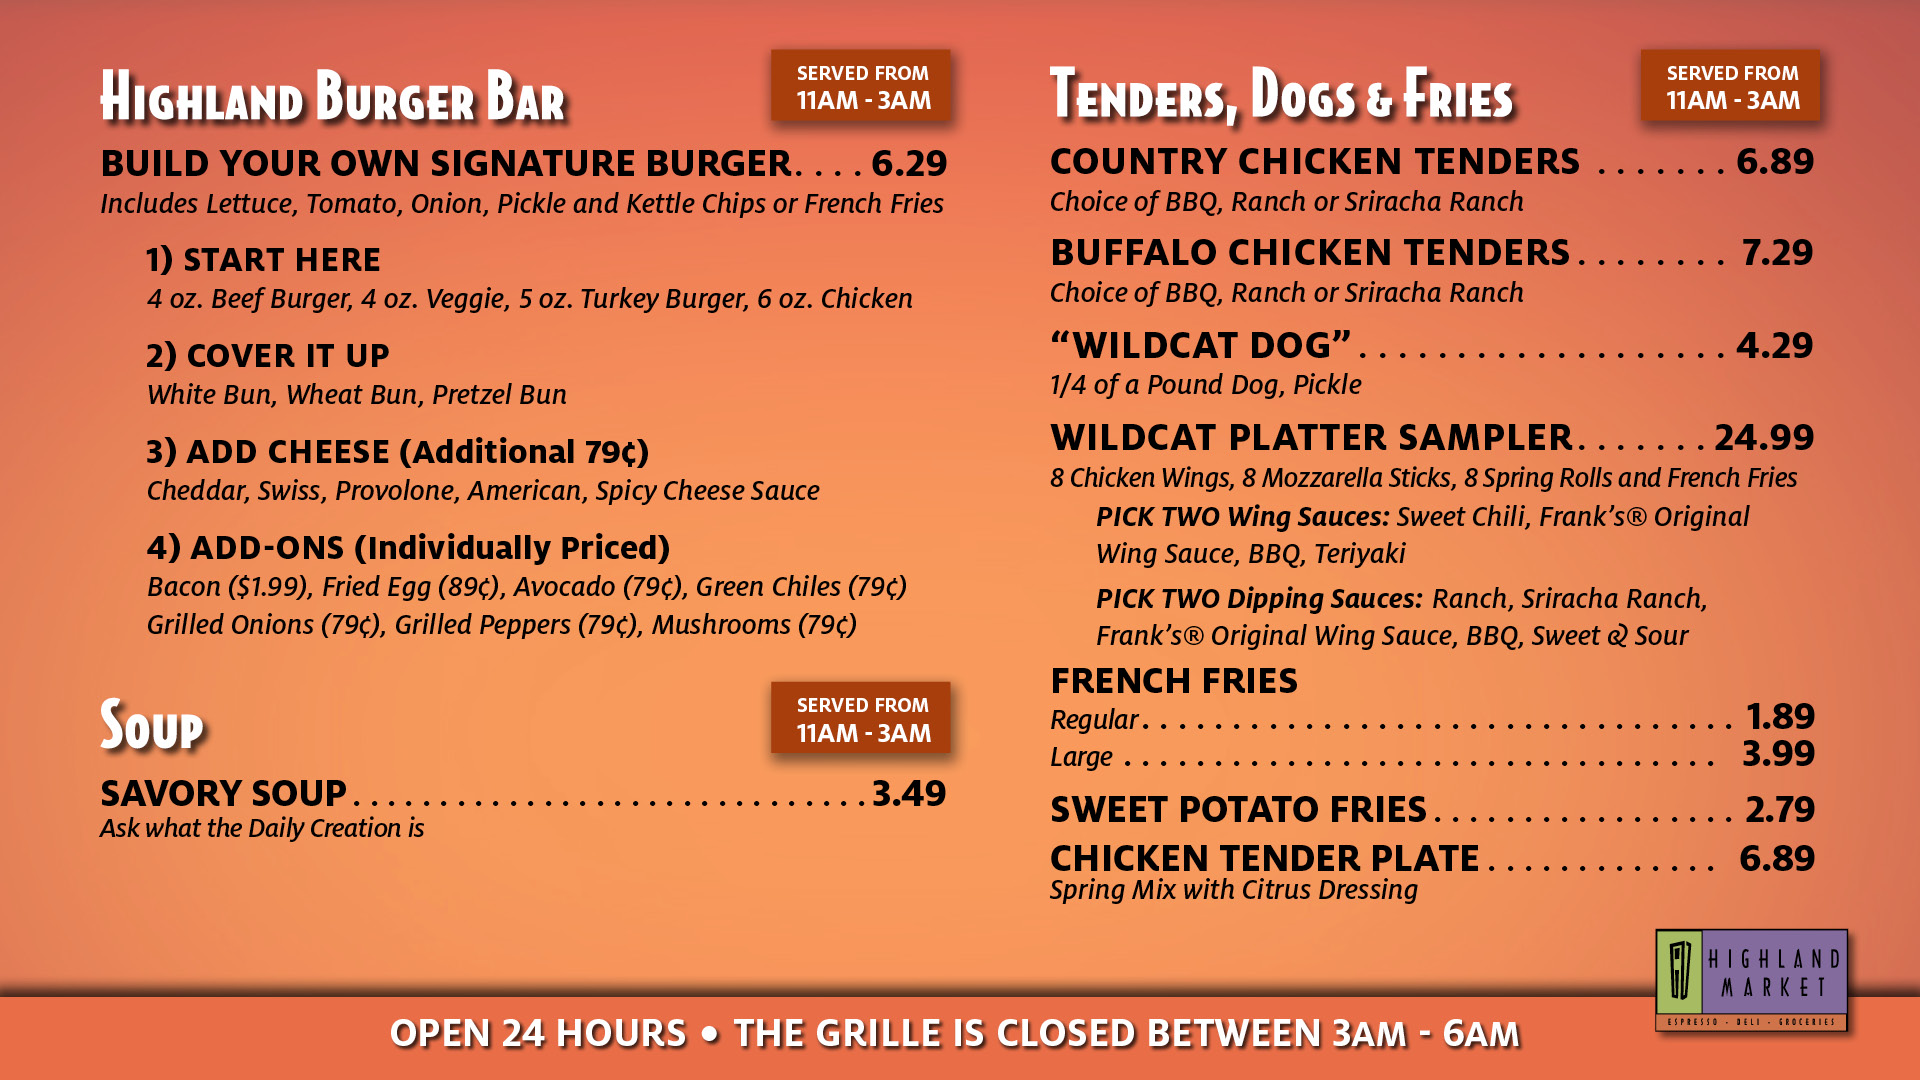 Highland Burger Bar
SERVED FROM
11AM - 3AM
BUILD YOUR OWN SIGNATURE BURGER. . . . 6.29
Includes Lettuce, Tomato, Onion, Pickle and Kettle Chips or French Fries
1) START HERE
4 oz. Beef Burger, 4 oz. Veggie, 5 oz. Turkey Burger, 6 oz. Chicken
2) COVER IT UP
White Bun, Wheat Bun, Pretzel Bun
3) ADD CHEESE (Additional 79¢)
Cheddar, Swiss, Provolone, American, Spicy Cheese Sauce
4) ADD-ONS (Individually Priced)
Bacon ($1.99), Fried Egg (89¢), Avocado (79¢), Green Chiles (79¢)
Grilled Onions (79¢), Grilled Peppers (79¢), Mushrooms (79¢)
Soup
SERVED FROM
11AM - 3AM
SAVORY SOUP . . . . . . . . . . . . . . . . . . . . . . . . . . . . . . 3.49
Ask what the Daily Creation is
Tenders, Dogs & Fries
SERVED FROM
11AM - 3AM
COUNTRY CHICKEN TENDERS . . . . . . . 6.89
Choice of BBQ, Ranch or Sriracha Ranch
BUFFALO CHICKEN TENDERS . . . . . . . . 7.29
Choice of BBQ, Ranch or Sriracha Ranch
“WILDCAT DOG” . . . . . . . . . . . . . . . . . . . 4.29
1/4 of a Pound Dog, Pickle
WILDCAT PLATTER SAMPLER. . . . . . . 24.99
8 Chicken Wings, 8 Mozzarella Sticks, 8 Spring Rolls and French Fries
PICK TWO Wing Sauces: Sweet Chili, Frank’s® Original
Wing Sauce, BBQ, Teriyaki
PICK TWO Dipping Sauces: Ranch, Sriracha Ranch,
Frank’s® Original Wing Sauce, BBQ, Sweet & Sour
FRENCH FRIES
Regular . . . . . . . . . . . . . . . . . . . . . . . . . . . . . . . . . 1.89
Large . . . . . . . . . . . . . . . . . . . . . . . . . . . . . . . . . 3.99
SWEET POTATO FRIES . . . . . . . . . . . . . . . . . 2.79
CHICKEN TENDER PLATE . . . . . . . . . . . . . 6.89
Spring Mix with Citrus Dressing
HIGHLAND
MARKET
ESPRESSO - DELI - GROCERIES
OPEN 24 HOURS • THE GRILLE IS CLOSED BETWEEN 3AM - 6AM